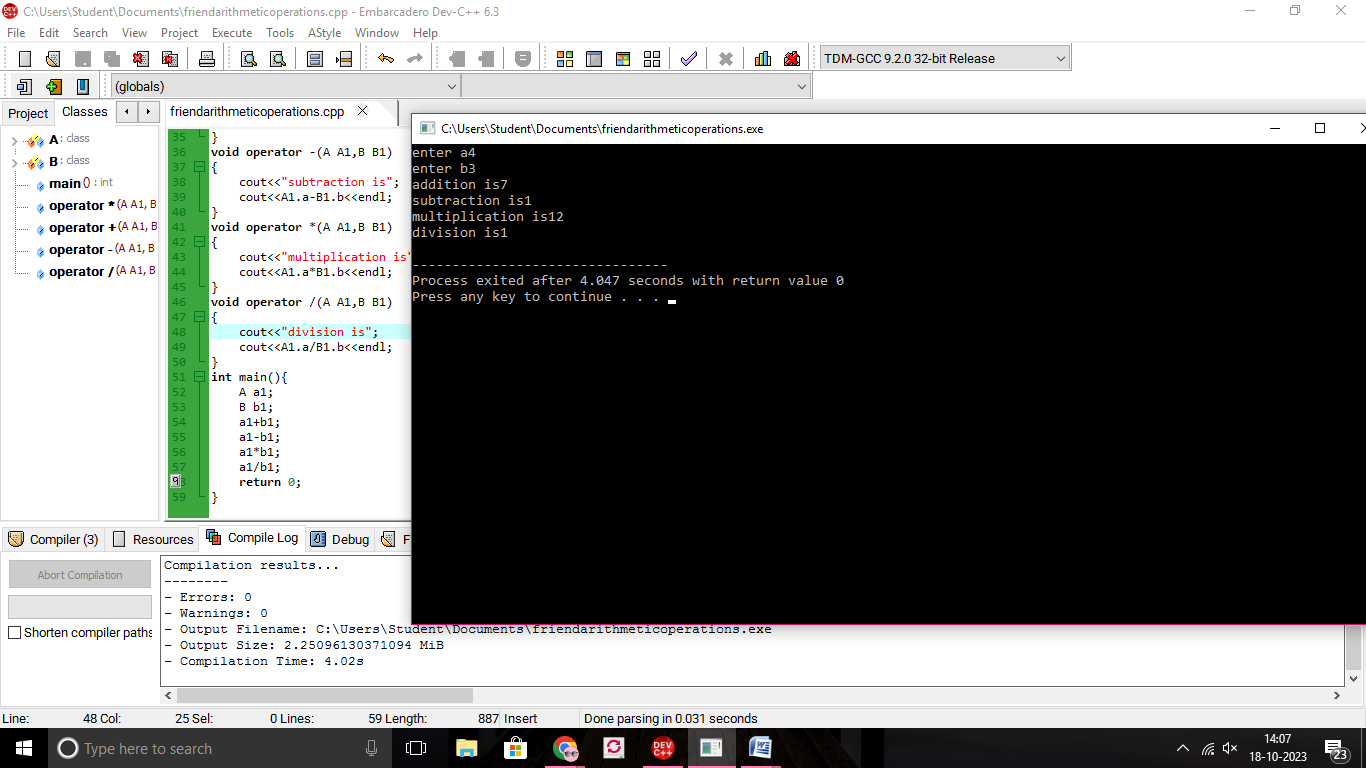 C:\Users\Student\Documents\friendarithmeticoperations.cpp - Embarcadero Dev-C++ 6.3
File Edit Search View Project Execute Tools AStyle Window Help
TDM-GCC 9.2.0 32-bit Release
(globals)
Project Classes
friendarithmeticoperations.cpp
A : class
B : class
main () : int
operator * (A A1, B
operator + (A A1, B
operator - (A A1, B
operator / (A A1, B
35 }
36 void operator -(A A1,B B1)
37 {
38 cout<<"subtraction is";
39 cout<<A1.a-B1.b<<endl;
40 }
41 void operator *(A A1,B B1)
42 {
43 cout<<"multiplication is"
44 cout<<A1.a*B1.b<<endl;
45 }
46 void operator /(A A1,B B1)
47 {
48 cout<<"division is";
49 cout<<A1.a/B1.b<<endl;
50 }
51 int main(){
52 A a1;
53 B b1;
54 a1+b1;
55 a1-b1;
56 a1*b1;
57 a1/b1;
return 0;
59 }
C:\Users\Student\Documents\friendarithmeticoperations.exe
enter a4
enter b3
addition is7
subtraction is1
multiplication is12
division is1
--------------------------------
Process exited after 4.047 seconds with return value 0
Press any key to continue . . .
Compiler (3) Resources Compile Log Debug F
Abort Compilation
Shorten compiler paths
Compilation results...
--------
- Errors: 0
- Warnings: 0
- Output Filename: C:\Users\Student\Documents\friendarithmeticoperations.exe
- Output Size: 2.25096130371094 MiB
- Compilation Time: 4.02s
Line: 48 Col: 25 Sel: 0 Lines: 59 Length: 887 Insert Done parsing in 0.031 seconds
Type here to search
DEV C++
14:07
18-10-2023
23